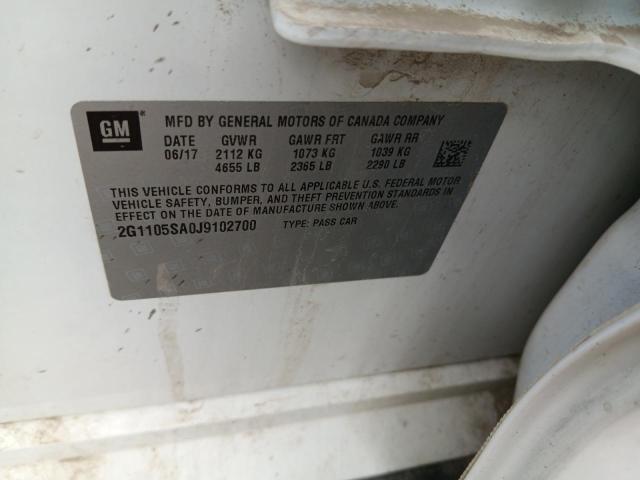 GM
MFD BY GENERAL MOTORS OF CANADA COMPANY
DATE GVWR GAWR FRT GAWR RR
06/17 2112 KG 1073 KG 1039 KG
4655 LB 2365 LB 2290 LB
THIS VEHICLE CONFORMS TO ALL APPLICABLE U.S. FEDERAL MOTOR
VEHICLE SAFETY, BUMPER, AND THEFT PREVENTION STANDARDS IN
EFFECT ON THE DATE OF MANUFACTURE SHOWN ABOVE.
2G1105SA0J9102700 TYPE: PASS CAR